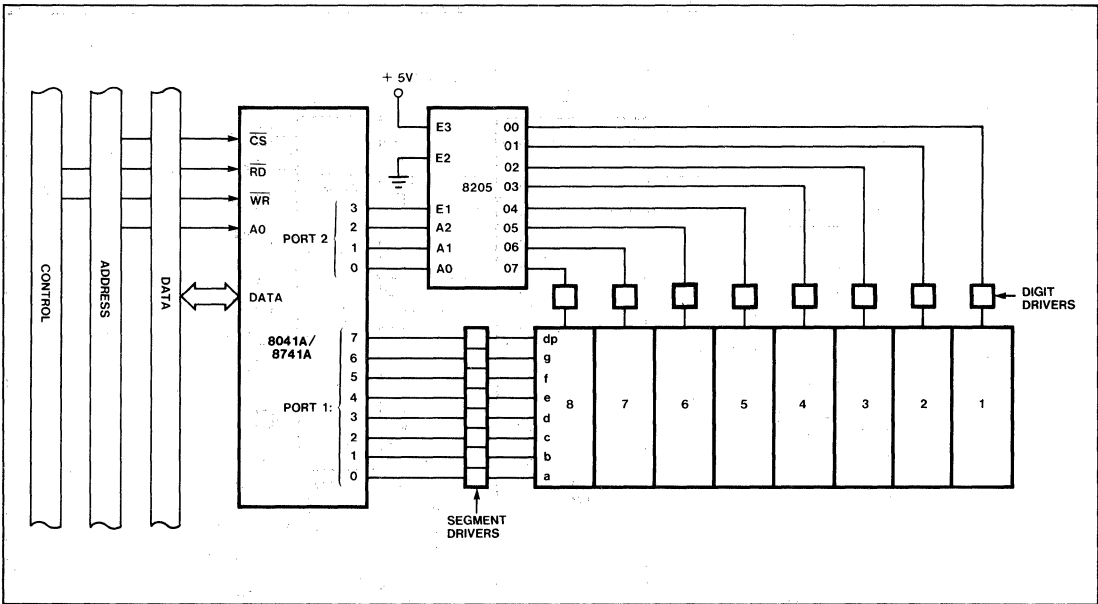 CONTROL
ADDRESS
DATA
CS
RD
WR
A0
DATA
8041A/
8741A
PORT 2
3
2
1
0
PORT 1:
7
6
5
4
3
2
1
0
+ 5V
E3
E2
8205
E1
A2
A1
A0
00
01
02
03
04
05
06
07
DIGIT
DRIVERS
SEGMENT
DRIVERS
dp
g
f
e
d
c
b
a
8
7
6
5
4
3
2
1